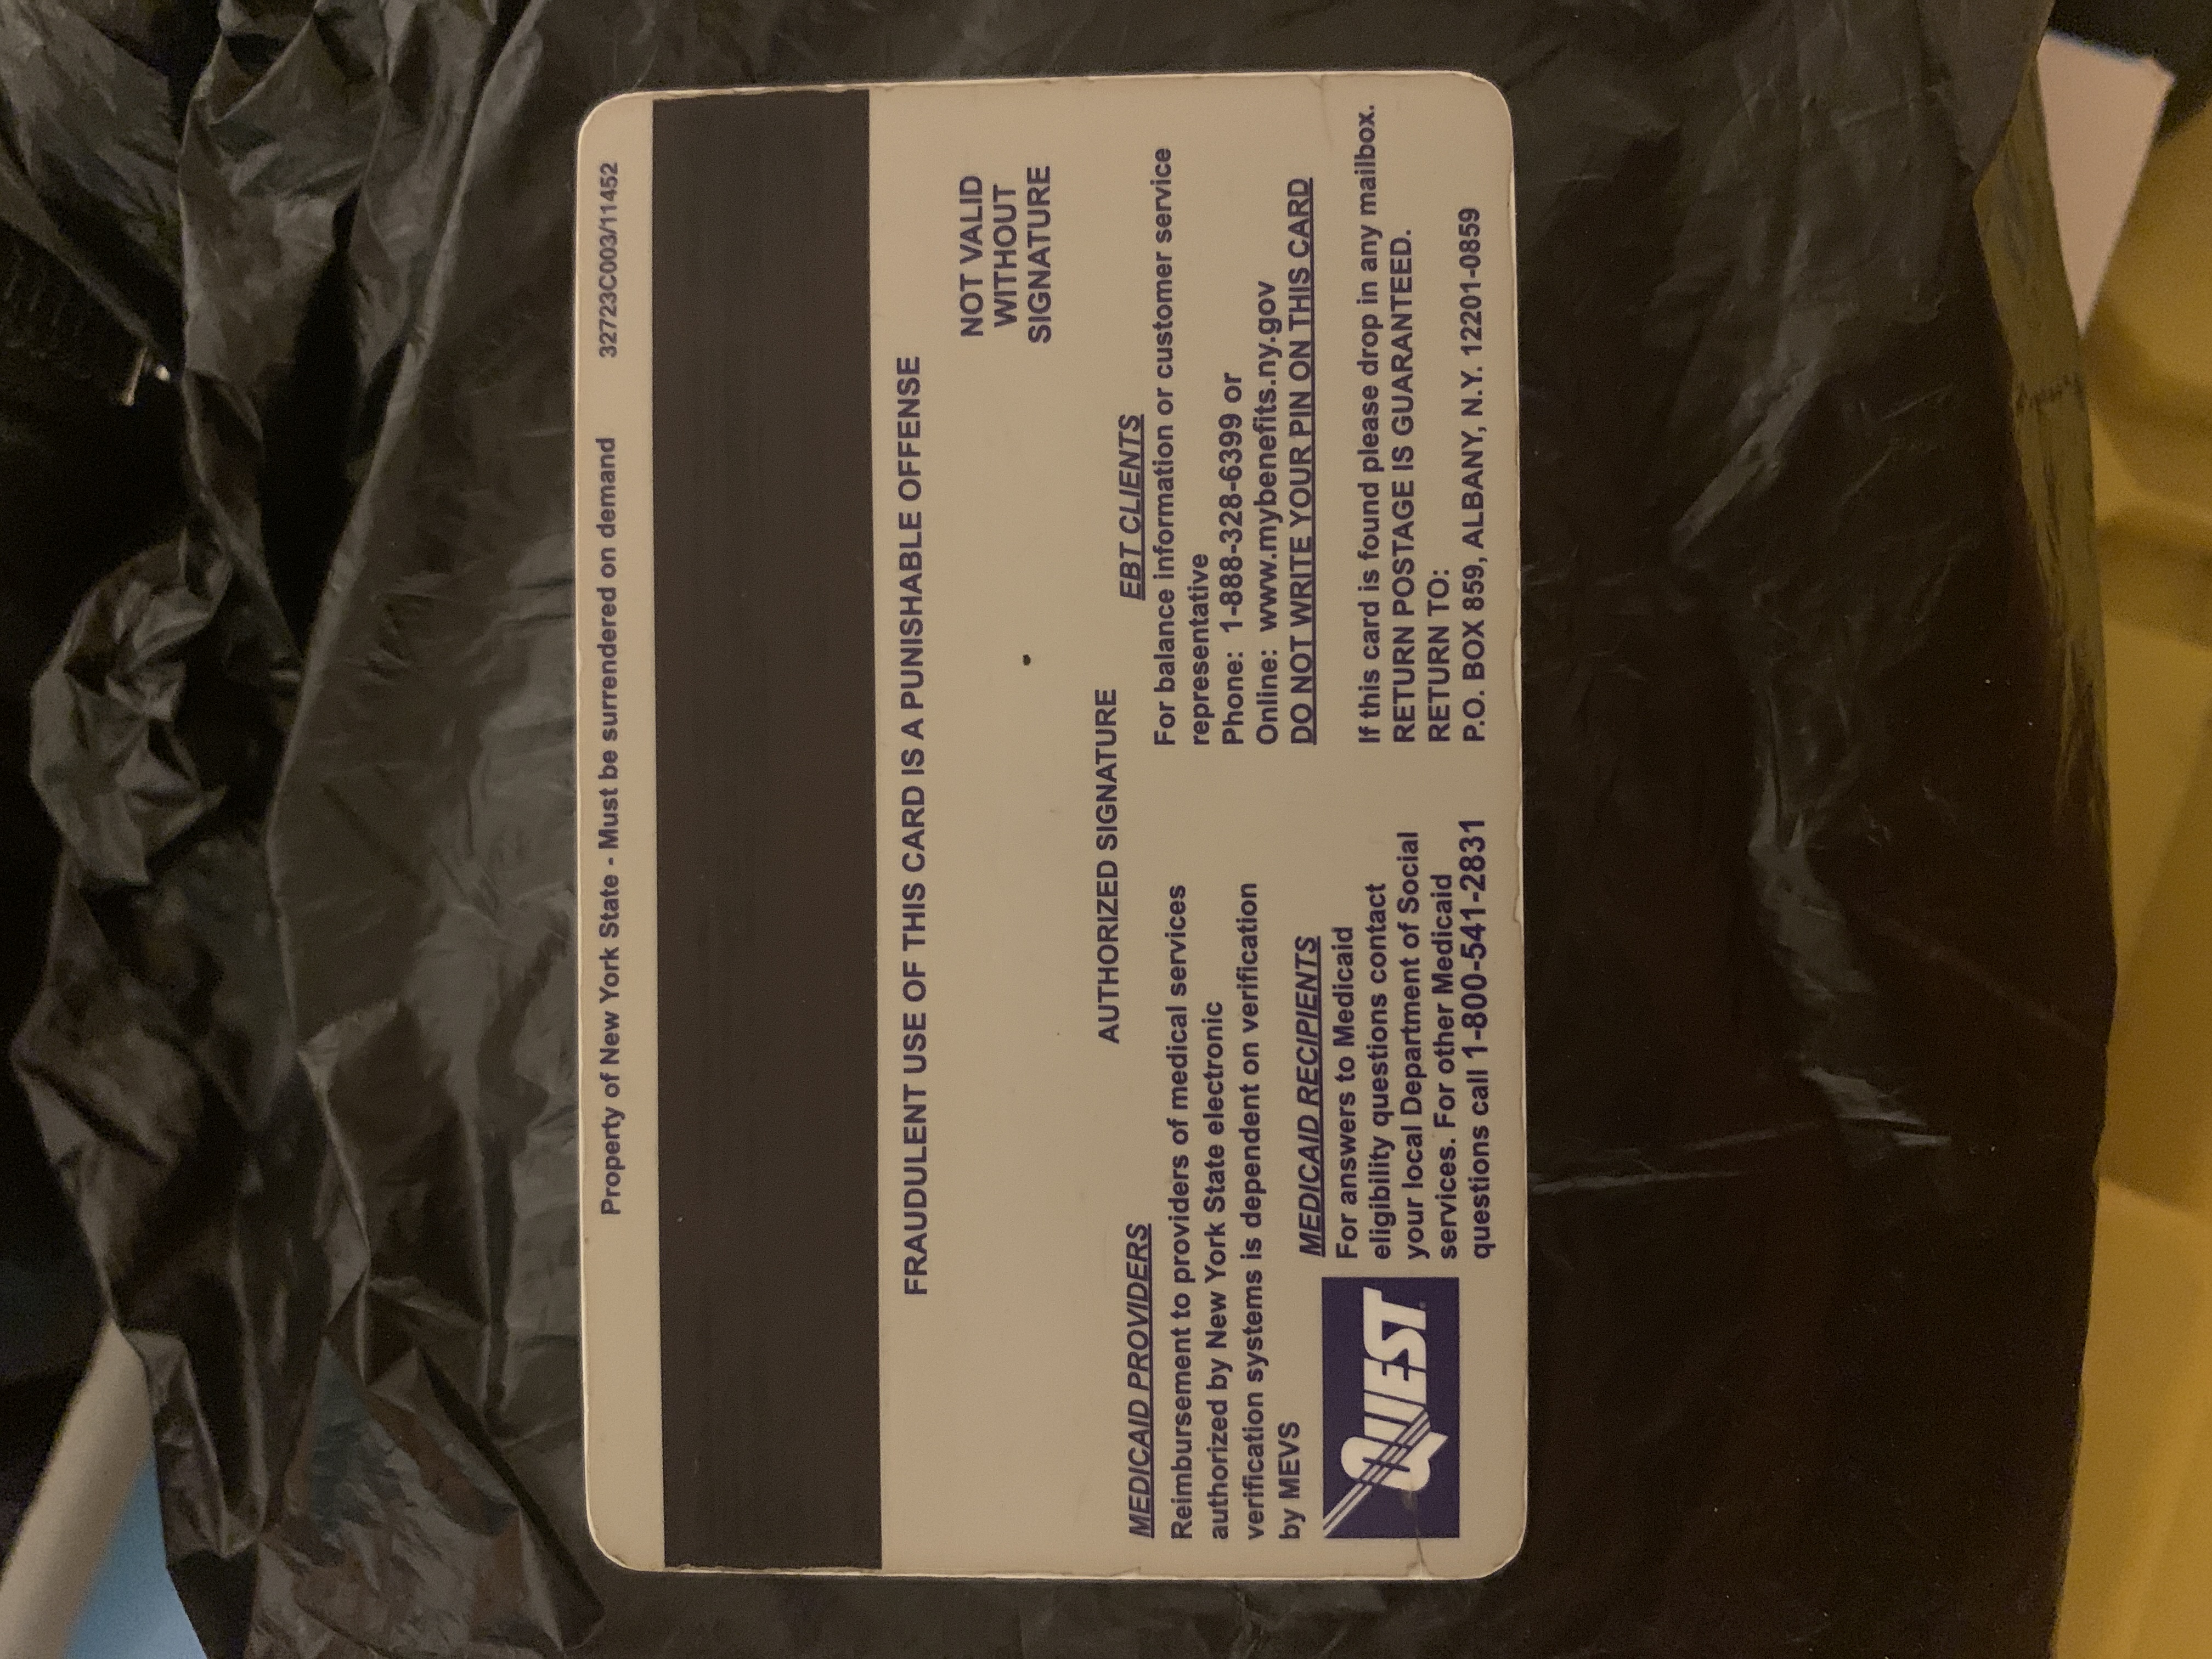 Property of New York State - Must be surrendered on demand 32723C003/11452
FRAUDULENT USE OF THIS CARD IS A PUNISHABLE OFFENSE
NOT VALID
WITHOUT
SIGNATURE
AUTHORIZED SIGNATURE
MEDICAID PROVIDERS
Reimbursement to providers of medical services
authorized by New York State electronic
verification systems is dependent on verification
by MEVS
QUEST
MEDICAID RECIPIENTS
For answers to Medicaid
eligibility questions contact
your local Department of Social
services. For other Medicaid
questions call 1-800-541-2831
EBT CLIENTS
For balance information or customer service
representative
Phone: 1-888-328-6399 or
Online: www.mybenefits.ny.gov
DO NOT WRITE YOUR PIN ON THIS CARD
If this card is found please drop in any mailbox.
RETURN POSTAGE IS GUARANTEED.
RETURN TO:
P.O. BOX 859, ALBANY, N.Y. 12201-0859